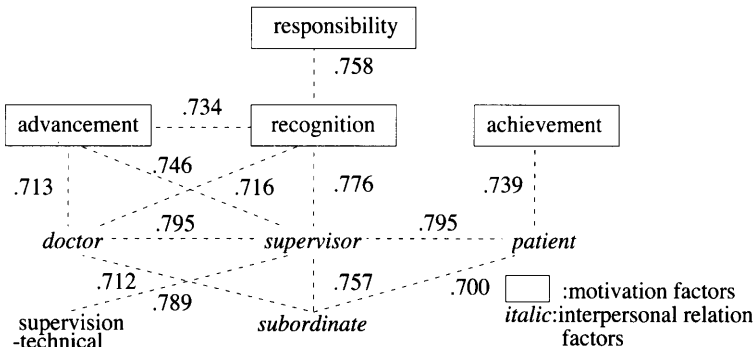 responsibility
.758
.734
advancement
recognition
achievement
.746
.713
.716
.776
.739
.795
.795
doctor
supervisor
patient
.712
.789
.757
.700
:motivation factors
supervision
-technical
subordinate
italic:interpersonal relation
factors